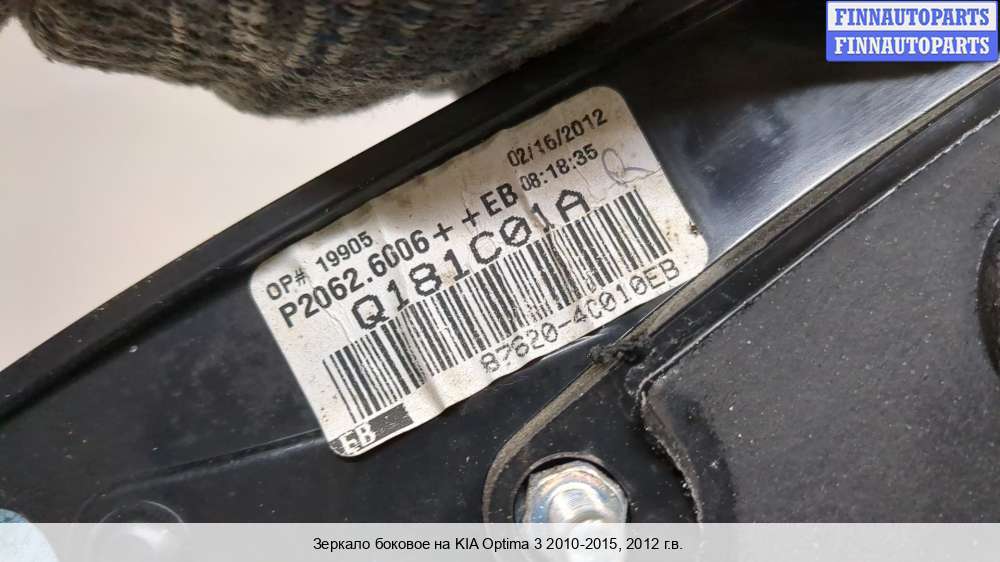 FINNAUTOPARTS
FINNAUTOPARTS
02/16/2012
08:18:35
OP# 19905
P2062.6006++EB
Q181C01A
87620-4C010EB
EB
Зеркало боковое на KIA Optima 3 2010-2015, 2012 г.в.